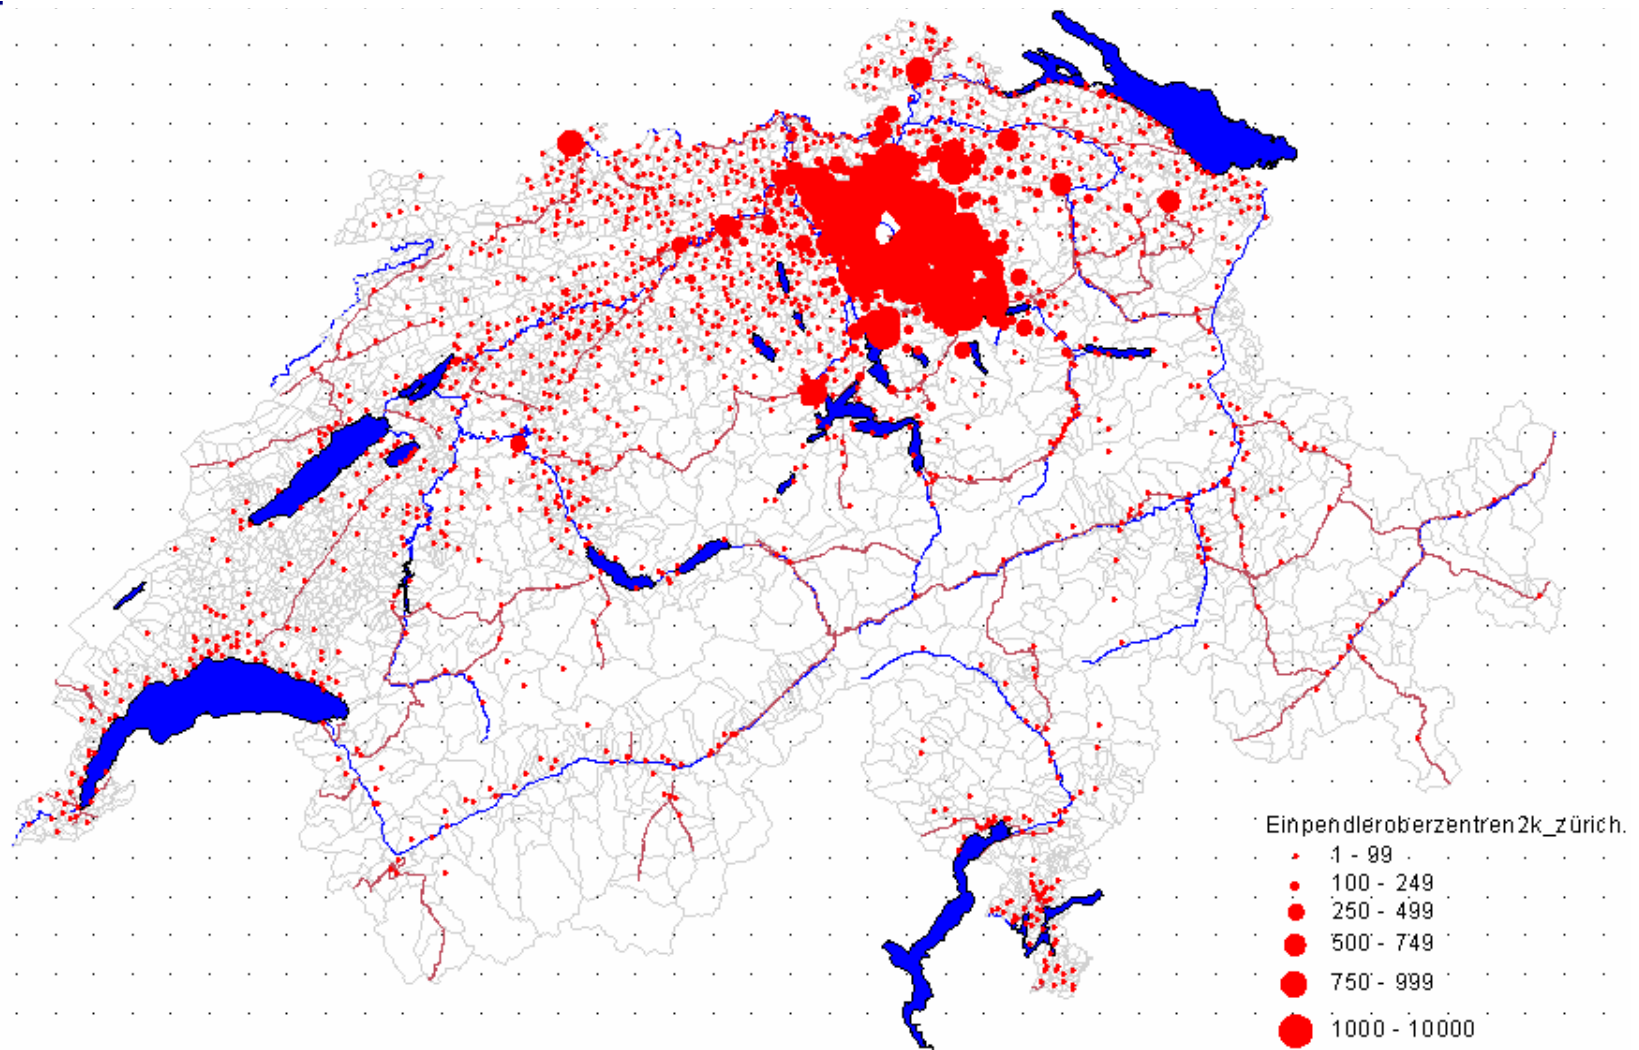 Einpendleroberzentren2k_zürich.
1 - 99
100 - 249
250 - 499
500 - 749
750 - 999
1000 - 10000